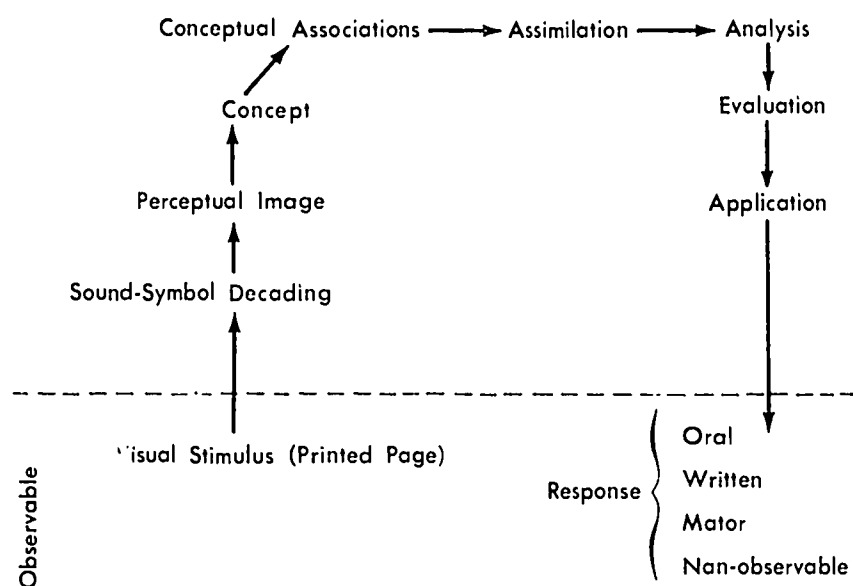 Conceptual Associations Assimilation Analysis
Concept Evaluation
Perceptual Image Application
Sound-Symbol Decading
isual Stimulus (Printed Page)
Observable
Response
Oral
Written
Mator
Nan-observable